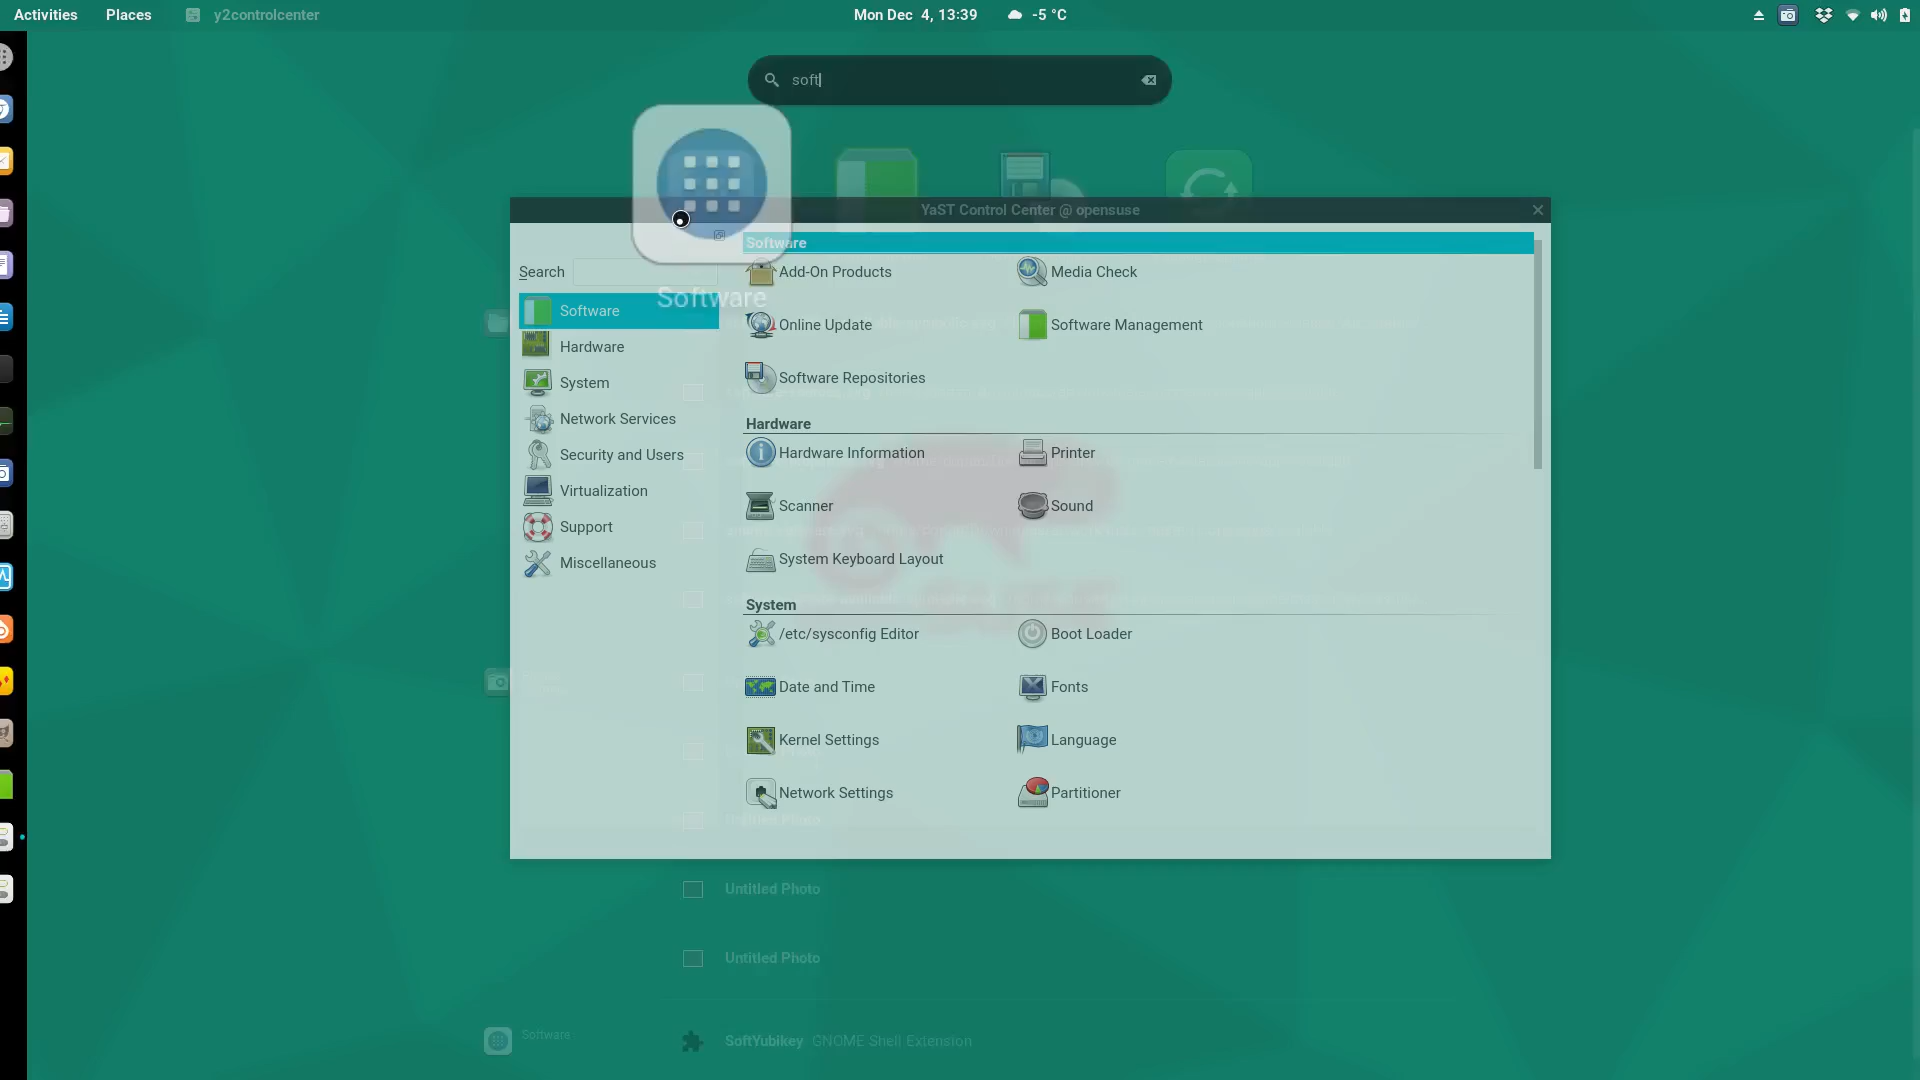 Activities
Places
y2controlcenter
Mon Dec 4, 13:39
-5 °C
soft
YaST Control Center @ opensuse
Search
Software
Software
Hardware
System
Network Services
Security and Users
Virtualization
Support
Miscellaneous
Software
Add-On Products
Media Check
Online Update
Software Management
Software Repositories
Hardware
Hardware Information
Printer
Scanner
Sound
System Keyboard Layout
System
/etc/sysconfig Editor
Boot Loader
Date and Time
Fonts
Kernel Settings
Language
Network Settings
Partitioner
Untitled Photo
Untitled Photo
Untitled Photo
Software
SoftYubikey GNOME Shell Extension